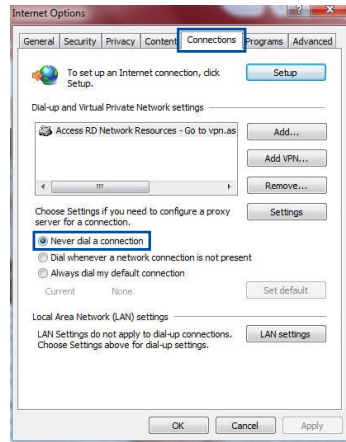 Internet Options
General Security Privacy Content Connections Programs Advanced
To set up an Internet connection, click
Setup.
Setup
Dial-up and Virtual Private Network settings
Access RD Network Resources - Go to vpn.as
Add...
Add VPN...
Remove...
Choose Settings if you need to configure a proxy
server for a connection.
Settings
Never dial a connection
Dial whenever a network connection is not present
Always dial my default connection
Current None
Set default
Local Area Network (LAN) settings
LAN Settings do not apply to dial-up connections.
Choose Settings above for dial-up settings.
LAN settings
OK Cancel Apply